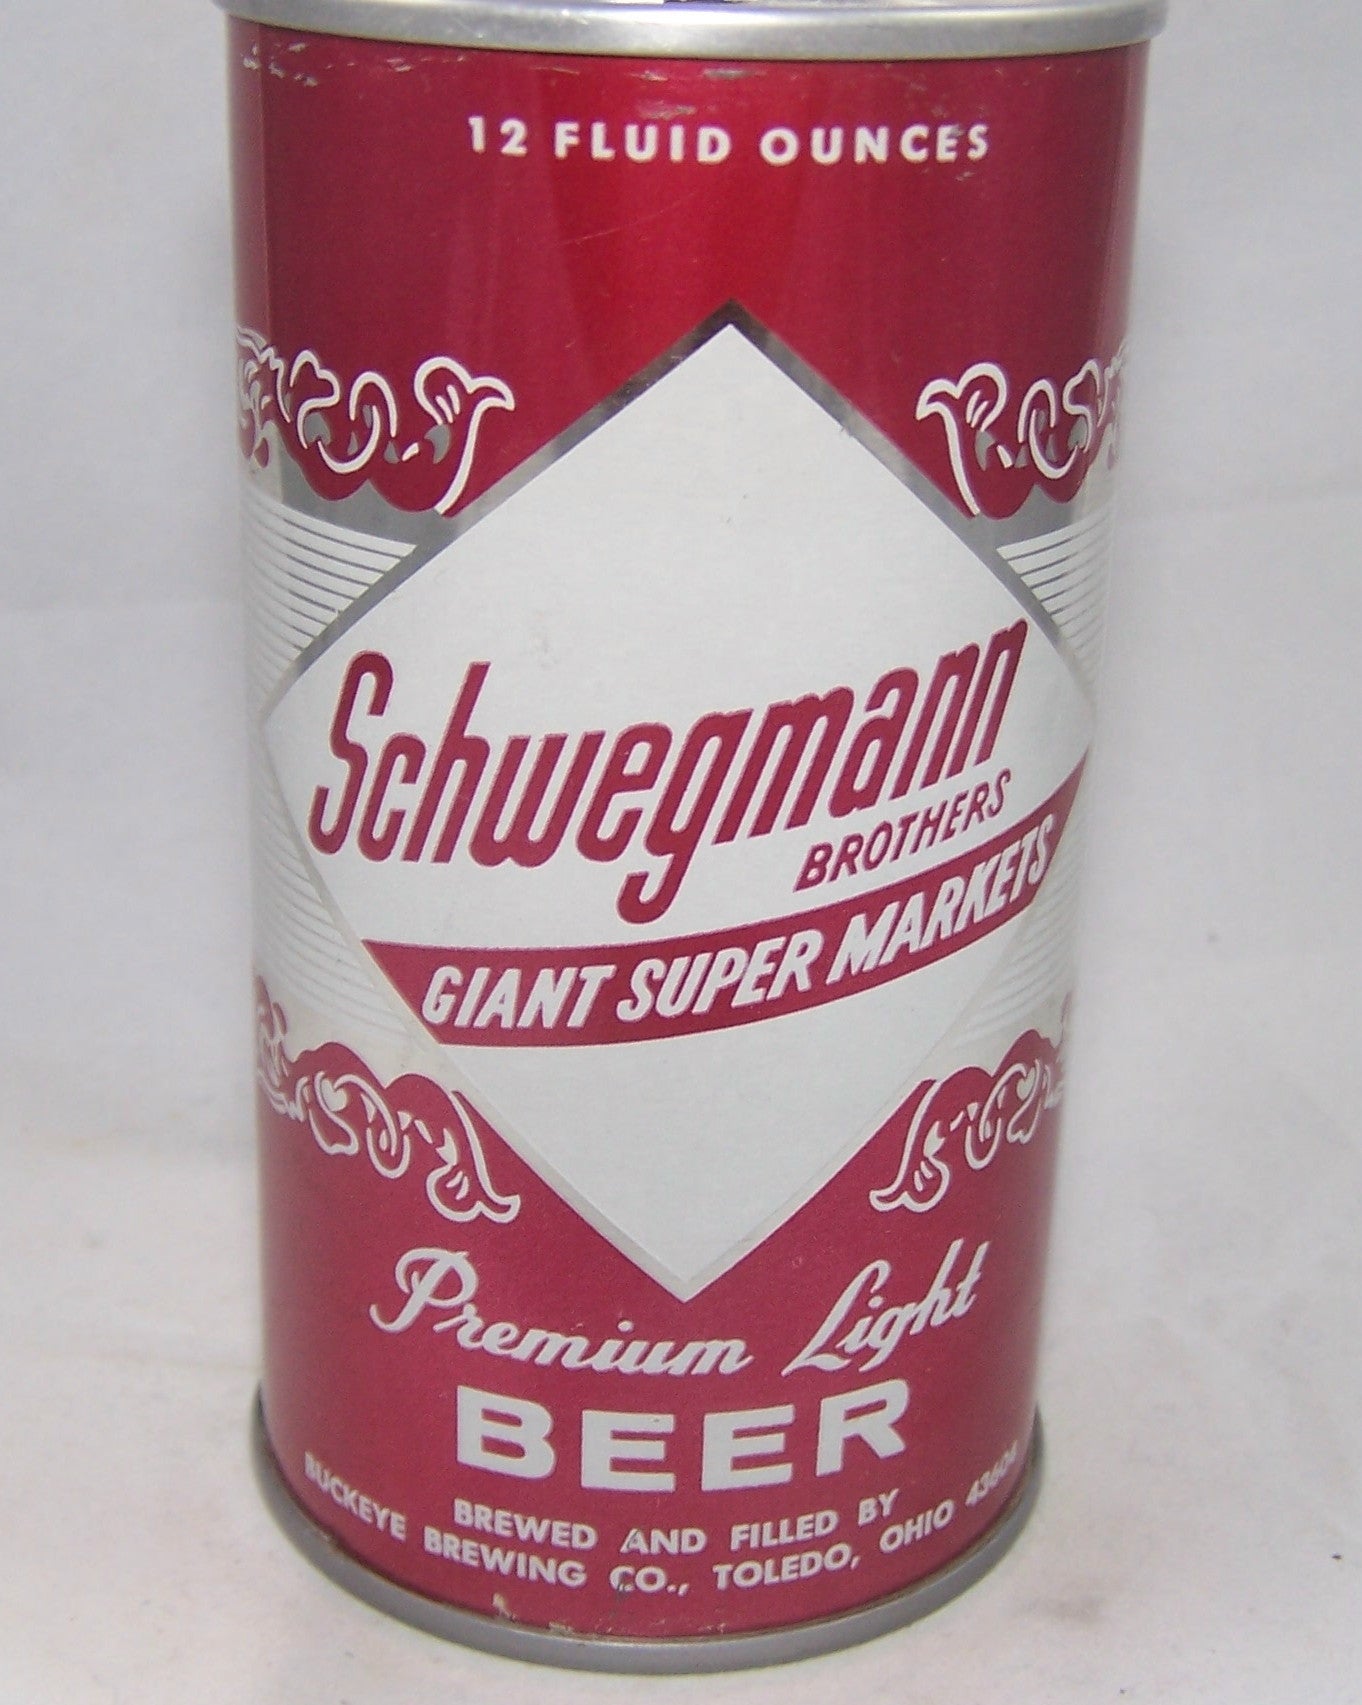 12 FLUID OUNCES
Schwegmann
BROTHERS
GIANT SUPER MARKETS
Premium Light
BEER
BREWED AND FILLED BY
BUCKEYE BREWING CO., TOLEDO, OHIO 43604